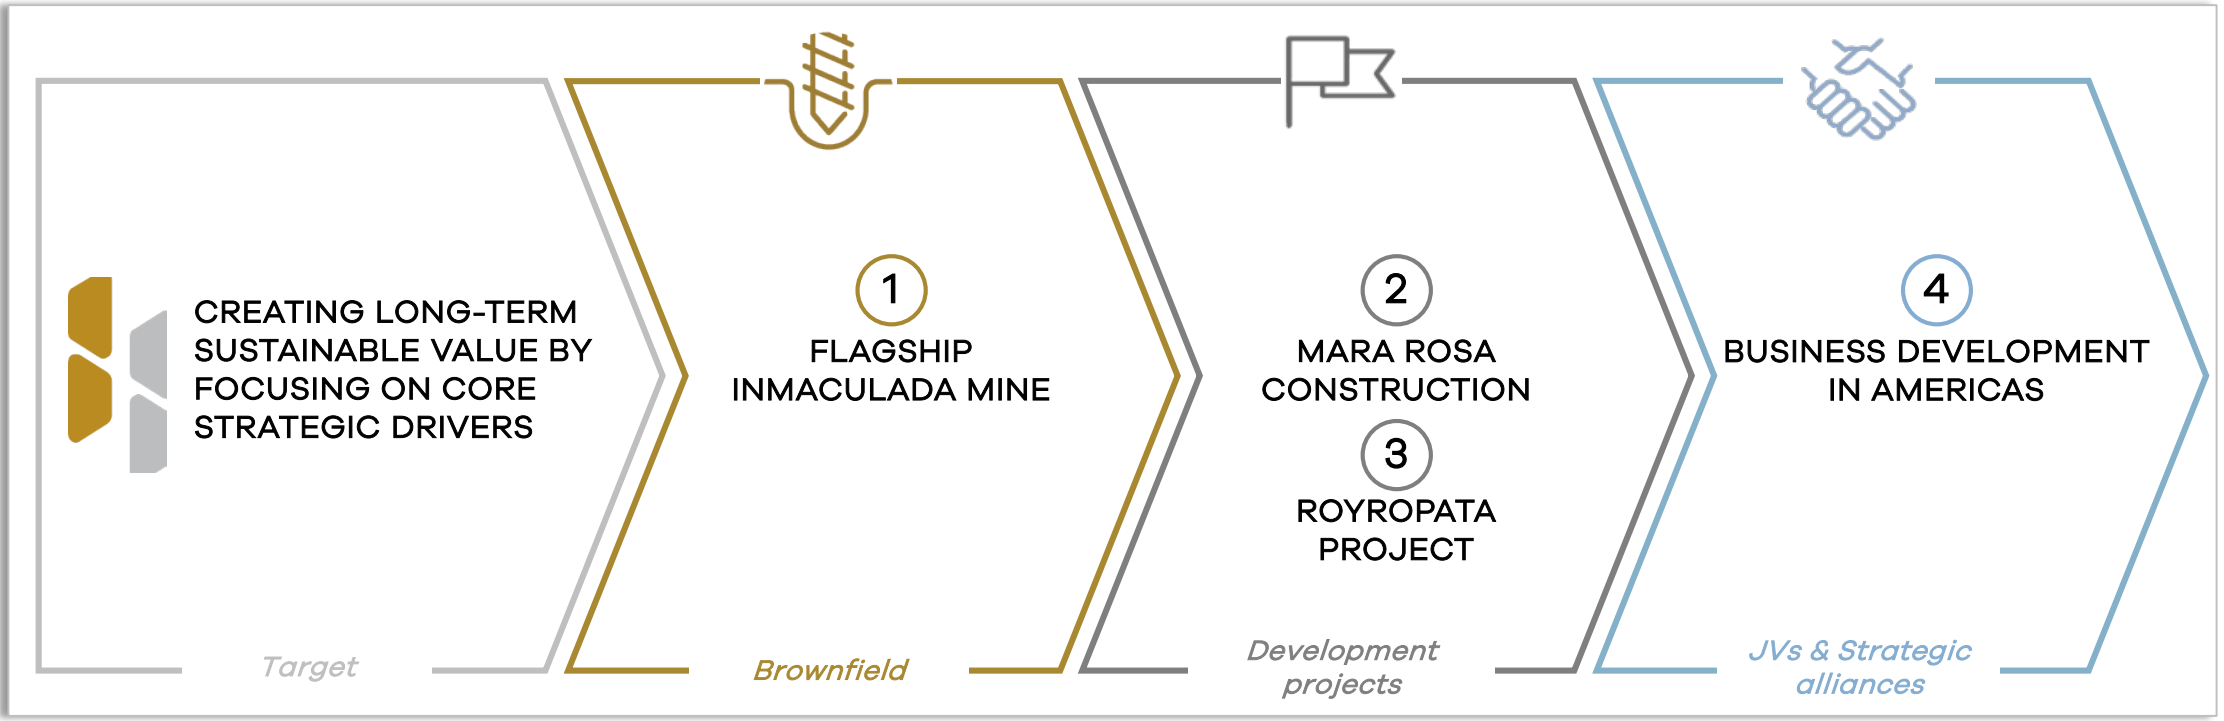 CREATING LONG-TERM
SUSTAINABLE VALUE BY
FOCUSING ON CORE
STRATEGIC DRIVERS
Target
1
FLAGSHIP
INMACULADA MINE
Brownfield
2
MARA ROSA
CONSTRUCTION
3
ROYROPATA
PROJECT
Development
projects
4
BUSINESS DEVELOPMENT
IN AMERICAS
JVs & Strategic
alliances